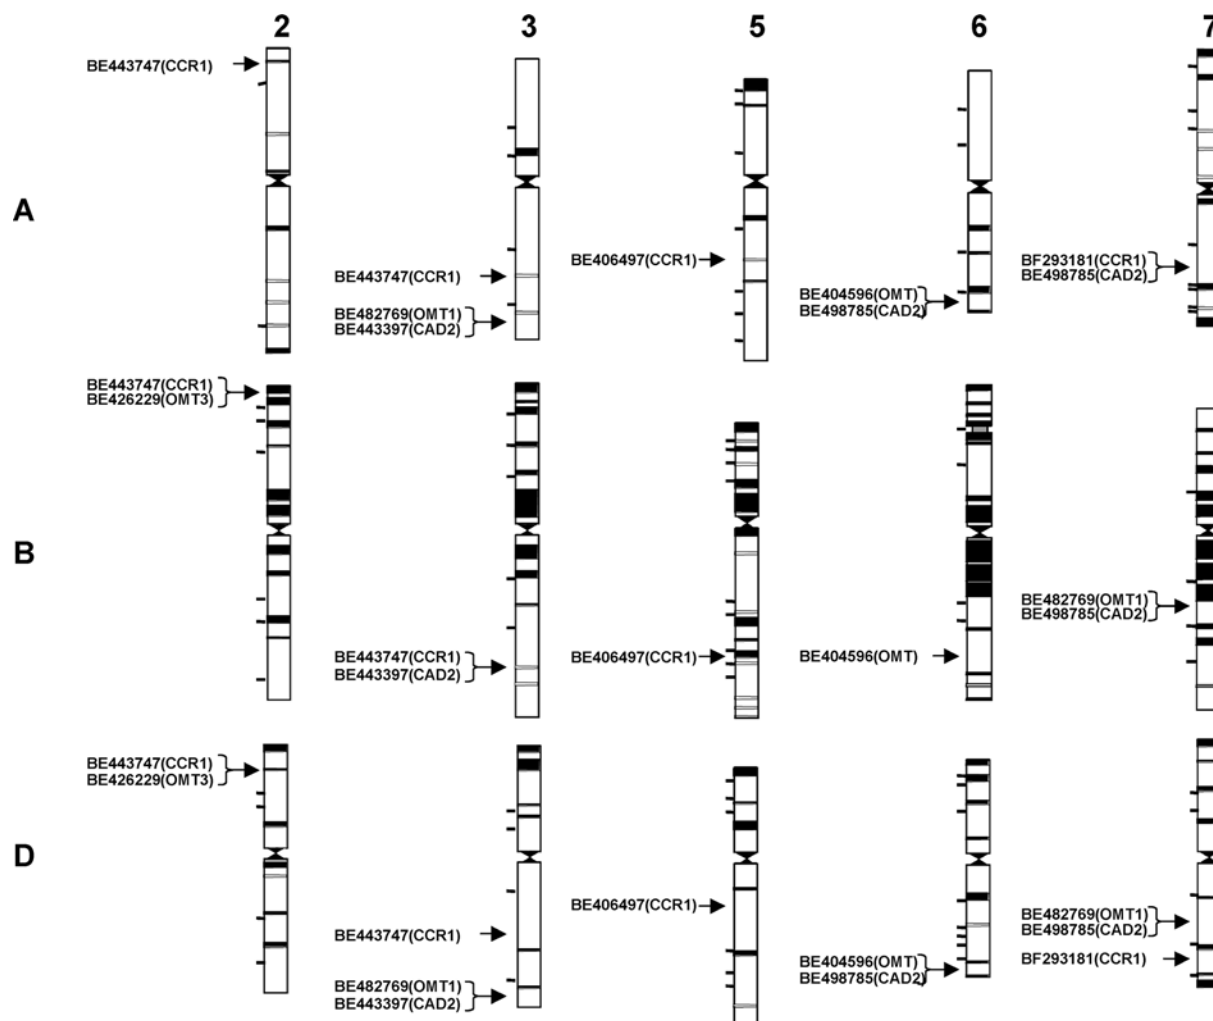 2 3 5 6 7
A
BE443747(CCR1)
BE443747(CCR1)
BE482769(OMT1)
BE443397(CAD2)
BE406497(CCR1)
BE404596(OMT)
BE498785(CAD2)
BF293181(CCR1)
BE498785(CAD2)
B
BE443747(CCR1)
BE426229(OMT3)
BE443747(CCR1)
BE443397(CAD2)
BE406497(CCR1)
BE404596(OMT)
BE482769(OMT1)
BE498785(CAD2)
D
BE443747(CCR1)
BE426229(OMT3)
BE443747(CCR1)
BE482769(OMT1)
BE443397(CAD2)
BE406497(CCR1)
BE404596(OMT)
BE498785(CAD2)
BE482769(OMT1)
BE498785(CAD2)
BF293181(CCR1)